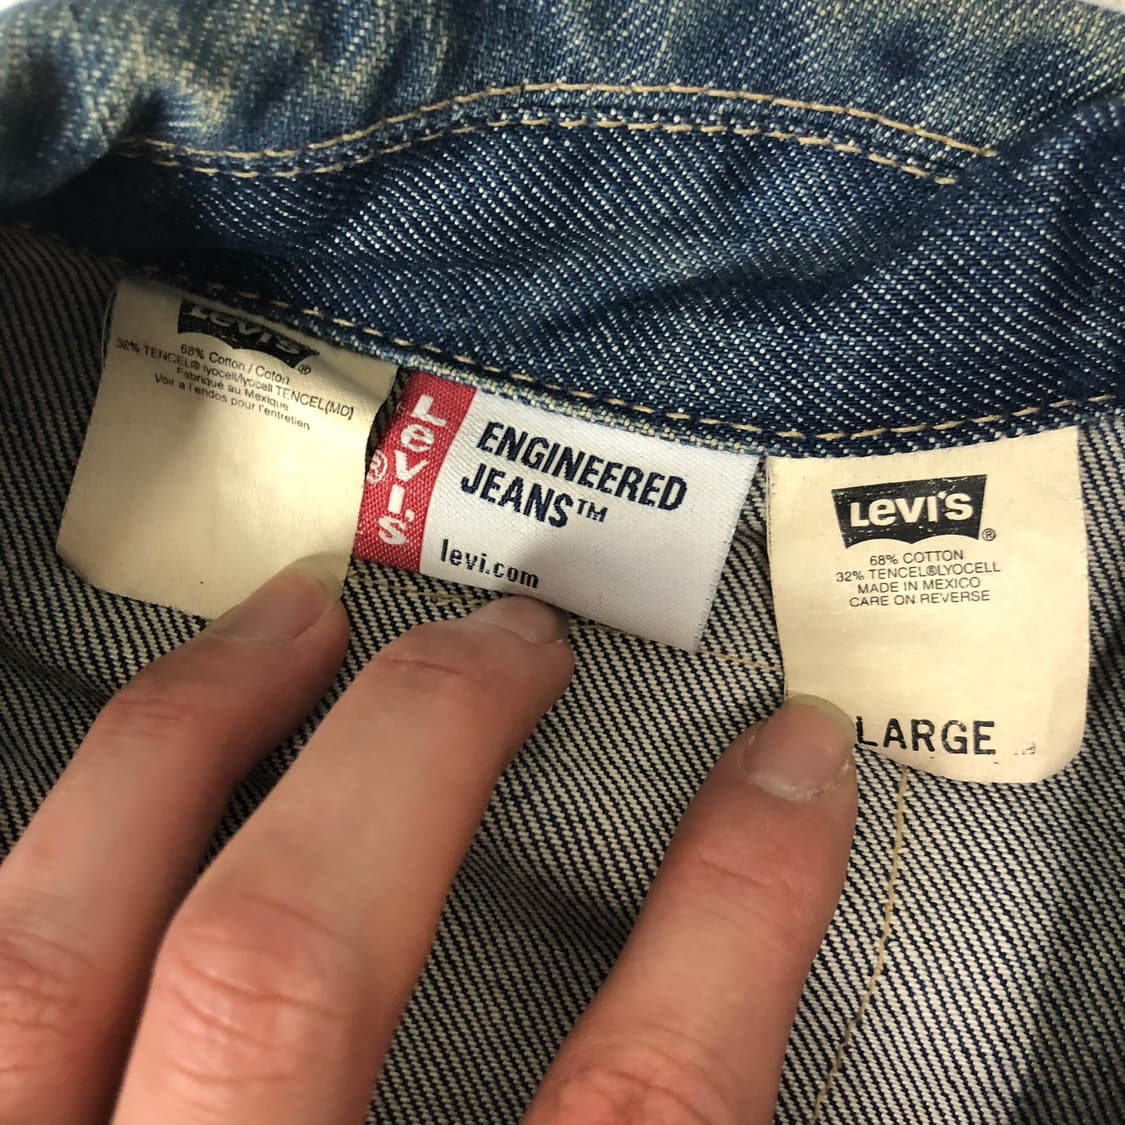 Levi's®
68% Cotton / Coton
32% TENCEL® lyocell/lyocell TENCEL(MD)
Fabriqué au Mexique
Voir à l'endos pour l'entretien
Levi's®
ENGINEERED
JEANS™
levi.com
Levi's®
68% COTTON
32% TENCEL®LYOCELL
MADE IN MEXICO
CARE ON REVERSE
LARGE